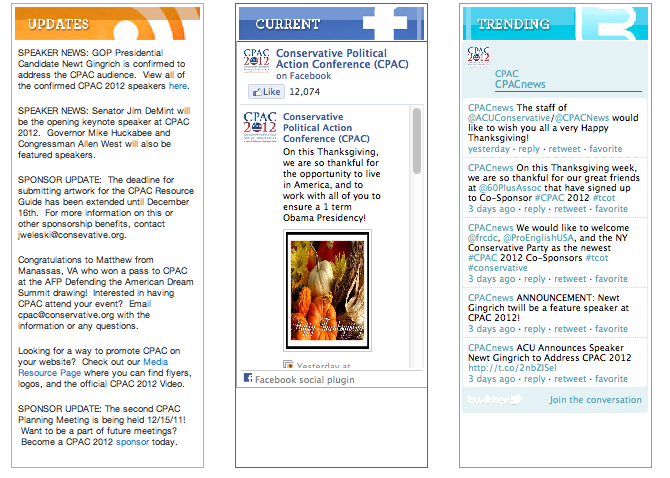 UPDATES
SPEAKER NEWS: GOP Presidential
Candidate Newt Gingrich is confirmed to
address the CPAC audience. View all of
the confirmed CPAC 2012 speakers here.
SPEAKER NEWS: Senator Jim DeMint will
be the opening keynote speaker at CPAC
2012. Governor Mike Huckabee and
Congressman Allen West will also be
featured speakers.
SPONSOR UPDATE: The deadline for
submitting artwork for the CPAC Resource
Guide has been extended until December
16th. For more information on this or
other sponsorship benefits, contact
jweleski@consevative.org.
Congratulations to Matthew from
Manassas, VA who won a pass to CPAC
at the AFP Defending the American Dream
Summit drawing! Interested in having
CPAC attend your event? Email
cpac@conservative.org with the
information or any questions.
Looking for a way to promote CPAC on
your website? Check out our Media
Resource Page where you can find flyers,
logos, and the official CPAC 2012 Video.
SPONSOR UPDATE: The second CPAC
Planning Meeting is being held 12/15/11!
Want to be a part of future meetings?
Become a CPAC 2012 sponsor today.
CURRENT
CPAC
2012
Conservative Political
Action Conference (CPAC)
on Facebook
Like 12,074
CPAC
2012
Conservative
Political Action
Conference (CPAC)
On this Thanksgiving,
we are so thankful for
the opportunity to live
in America, and to
work with all of you to
ensure a 1 term
Obama Presidency!
Happy Thanksgiving
Yesterday at
Facebook social plugin
TRENDING
CPAC
2012
CPAC
CPACnews
CPACnews The staff of
@ACUConservative/@CPACNews would
like to wish you all a very Happy
Thanksgiving!
yesterday · reply · retweet · favorite
CPACnews On this Thanksgiving week,
we are so thankful for our great friends
at @60PlusAssoc that have signed up
to Co-Sponsor #CPAC 2012 #tcot
3 days ago · reply · retweet · favorite
CPACnews We would like to welcome
@frcdc, @ProEnglishUSA, and the NY
Conservative Party as the newest
#CPAC 2012 Co-Sponsors #tcot
#conservative
3 days ago · reply · retweet · favorite
CPACnews ANNOUNCEMENT: Newt
Gingrich twill be a feature speaker at
CPAC 2012!
3 days ago · reply · retweet · favorite
CPACnews ACU Announces Speaker
Newt Gingrich to Address CPAC 2012
http://t.co/2nbZISel
3 days ago · reply · retweet · favorite
twitter
Join the conversation